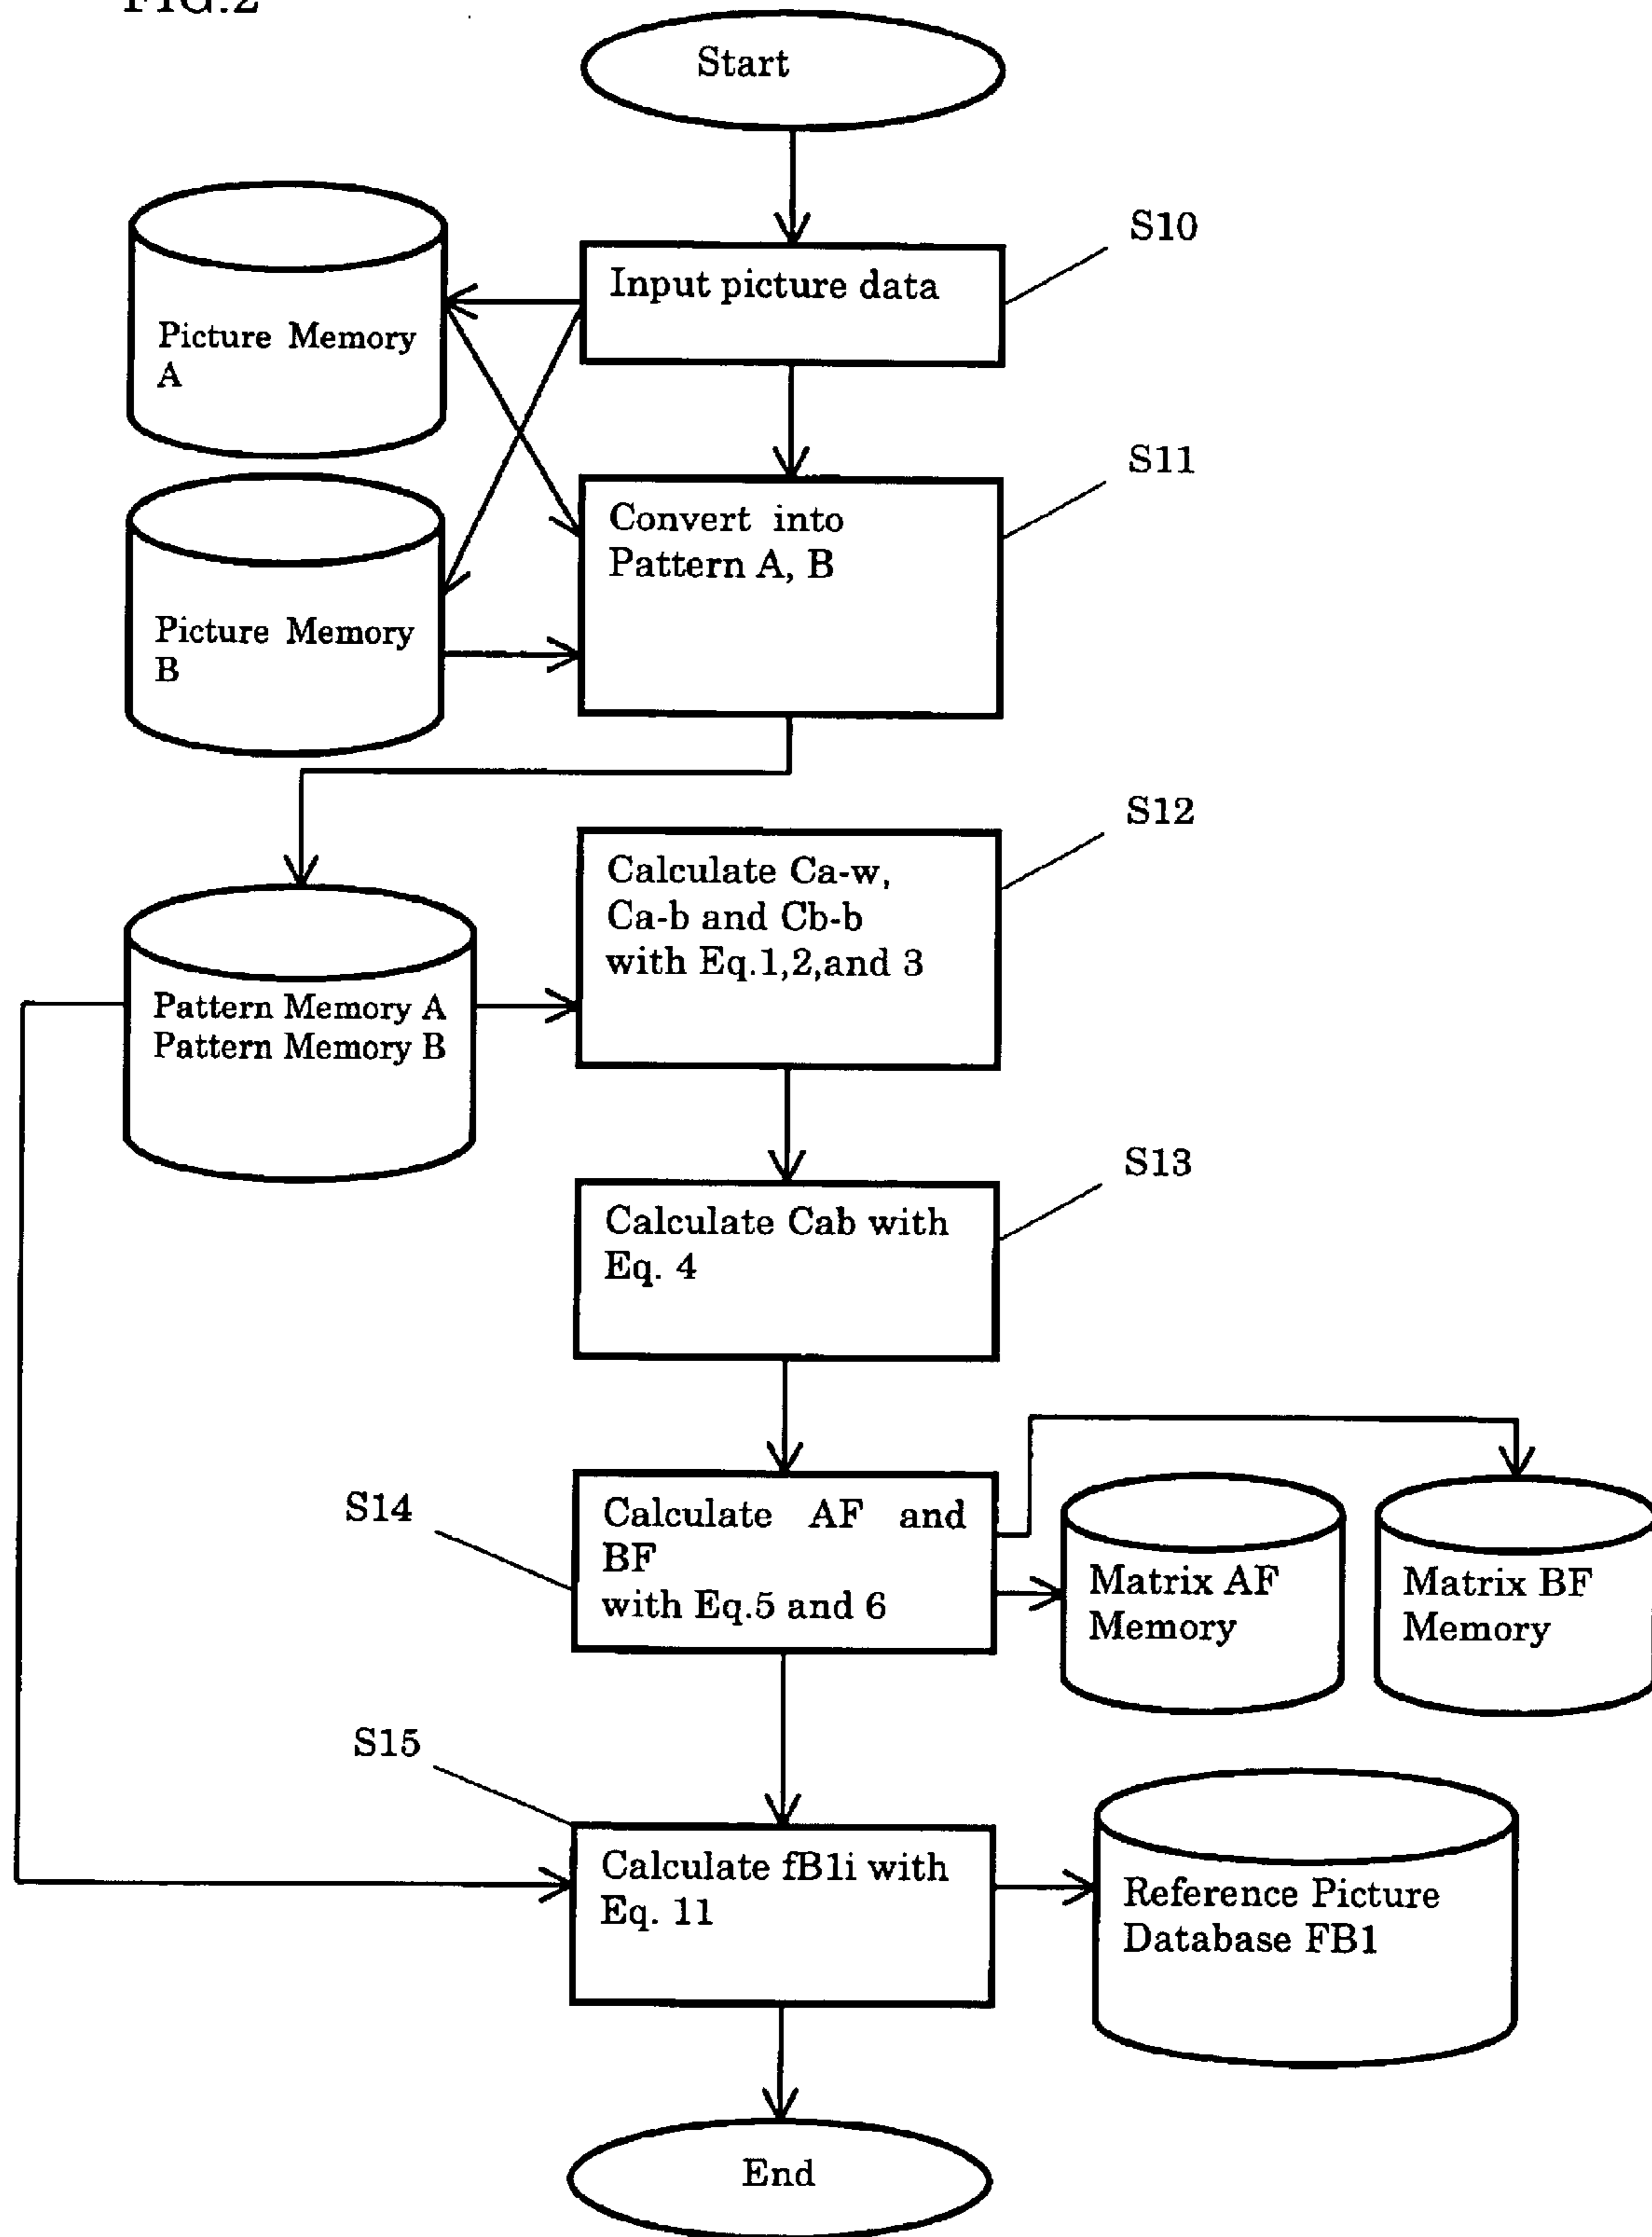 FIG.2
Start
S10
Input picture data
Picture Memory
A
S11
Convert into
Pattern A, B
Picture Memory
B
S12
Calculate Ca-w,
Ca-b and Cb-b
with Eq.1,2,and 3
Pattern Memory A
Pattern Memory B
S13
Calculate Cab with
Eq. 4
S14
Calculate AF and
BF
with Eq.5 and 6
Matrix AF
Memory
Matrix BF
Memory
S15
Calculate fB1i with
Eq. 11
Reference Picture
Database FB1
End